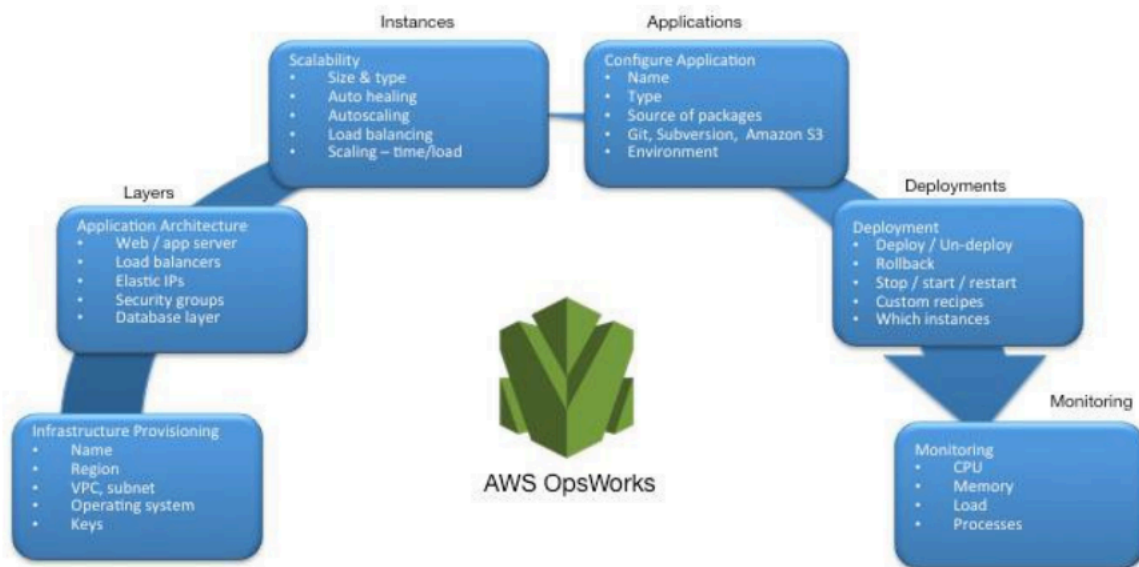 Instances
Scalability
• Size & type
• Auto healing
• Autoscaling
• Load balancing
• Scaling – time/load
Applications
Configure Application
• Name
• Type
• Source of packages
• Git, Subversion, Amazon S3
• Environment
Layers
Application Architecture
• Web / app server
• Load balancers
• Elastic IPs
• Security groups
• Database layer
Deployments
Deployment
• Deploy / Un-deploy
• Rollback
• Stop / start / restart
• Custom recipes
• Which instances
Infrastructure Provisioning
• Name
• Region
• VPC, subnet
• Operating system
• Keys
AWS OpsWorks
Monitoring
Monitoring
• CPU
• Memory
• Load
• Processes